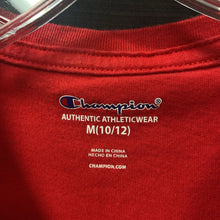 Champion
AUTHENTIC ATHLETICWEAR
M(10/12)
MADE IN CHINA
HECHO EN CHINA
CHAMPION.COM